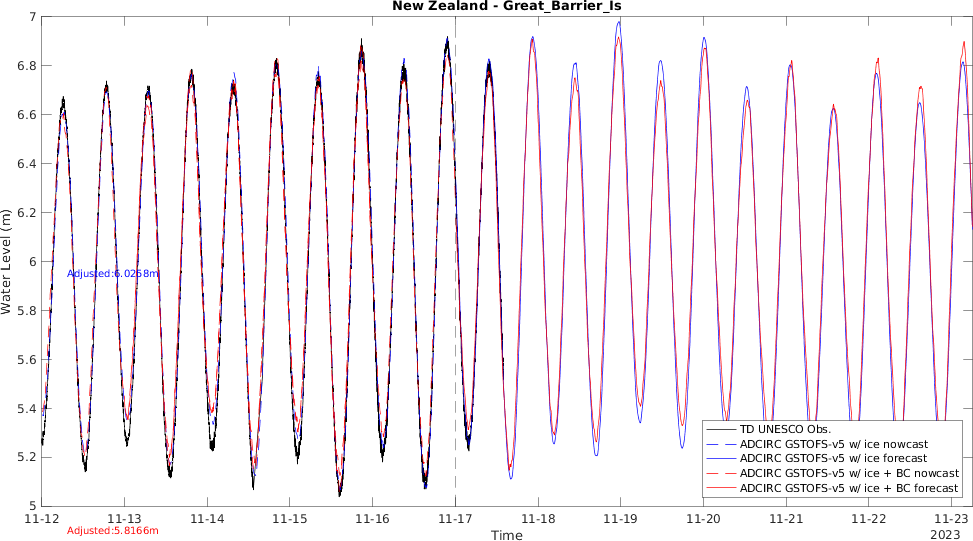 New Zealand - Great_Barrier_Is
7
6.8
6.6
6.4
6.2
6
5.8
5.6
5.4
5.2
5
Water Level (m)
Adjusted:6.0268m
TD UNESCO Obs.
ADCIRC GSTOFS-v5 w/ ice nowcast
ADCIRC GSTOFS-v5 w/ ice forecast
ADCIRC GSTOFS-v5 w/ ice + BC nowcast
ADCIRC GSTOFS-v5 w/ ice + BC forecast
11-12 11-13 11-14 11-15 11-16 11-17 11-18 11-19 11-20 11-21 11-22 11-23
Adjusted:5.8166m
Time
2023